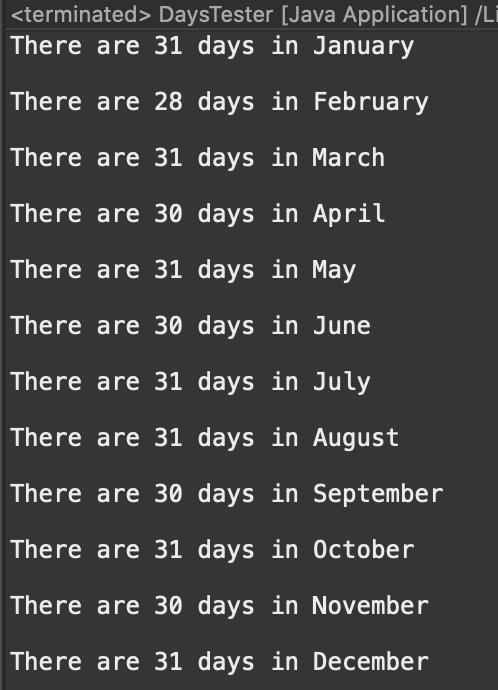 <terminated> DaysTester [Java Application] /Li
There are 31 days in January
There are 28 days in February
There are 31 days in March
There are 30 days in April
There are 31 days in May
There are 30 days in June
There are 31 days in July
There are 31 days in August
There are 30 days in September
There are 31 days in October
There are 30 days in November
There are 31 days in December